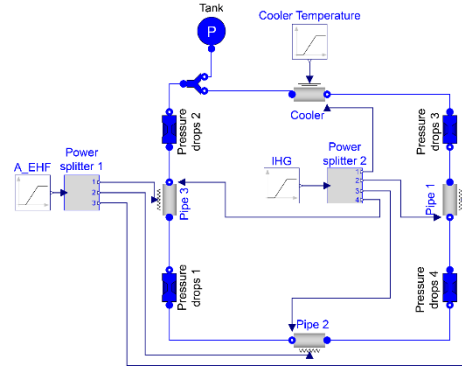 Tank
P
Cooler Temperature
Cooler
Pressure
drops 2
Pressure
drops 3
A_EHF
Power
splitter 1
1
2
3
IHG
Power
splitter 2
1
2
3
4
Pipe 3
Pipe 1
Pressure
drops 1
Pressure
drops 4
Pipe 2